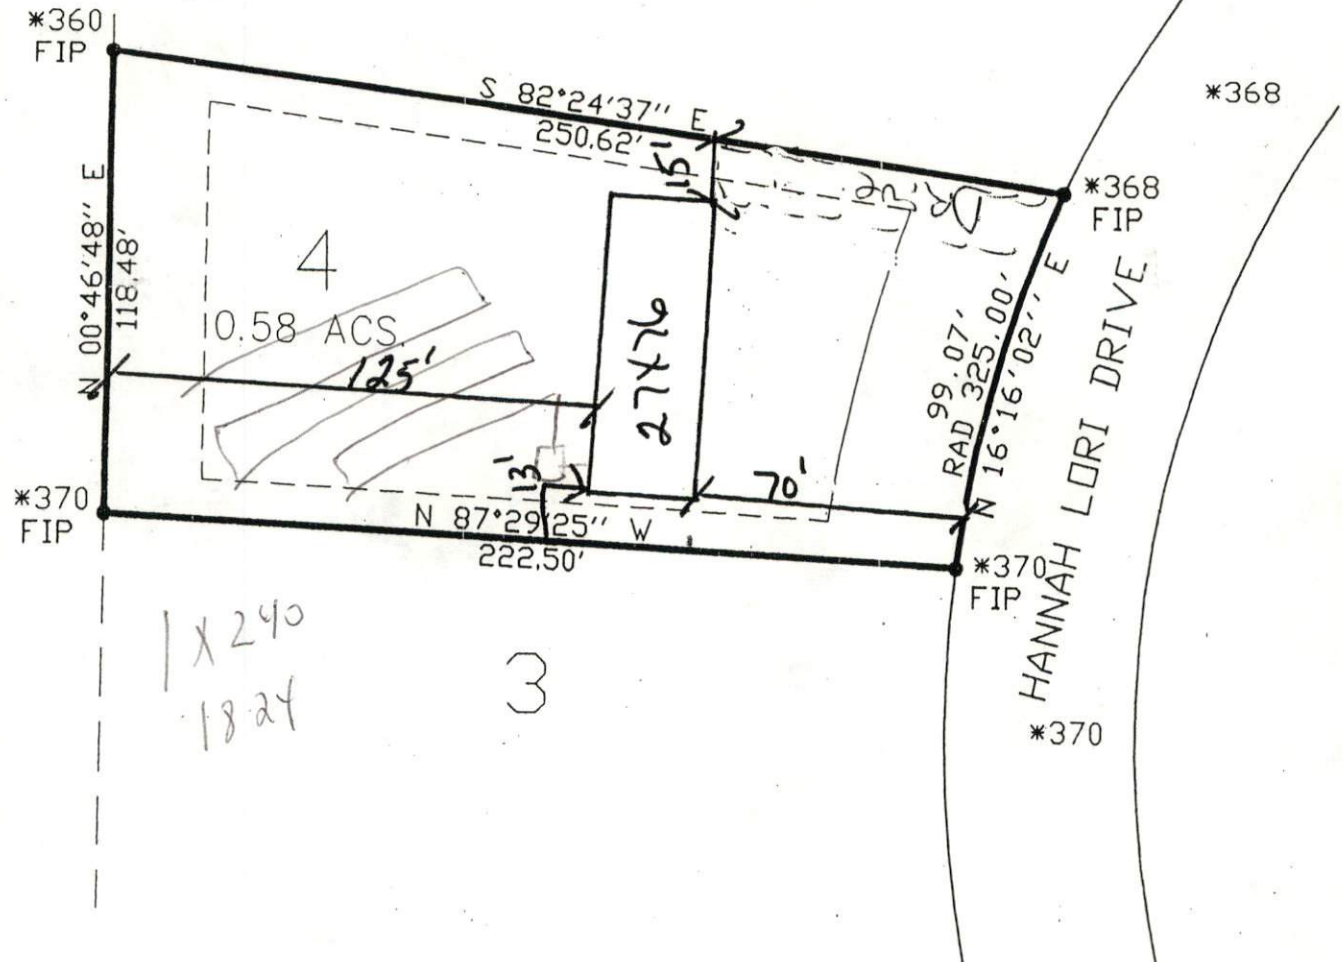 *360
FIP
*368
S 82°24'37" E
250.62'
15'
DRIVE
*368
FIP
N 00°46'48" E
118.48'
4
0.58 ACS.
125'
27X76
99.07'
RAD 325.00'
N 16°16'02" E
HANNAH LORI DRIVE
13'
70'
*370
FIP
N 87°29'25" W
222.50'
*370
FIP
1 X 240
18.24
3
*370